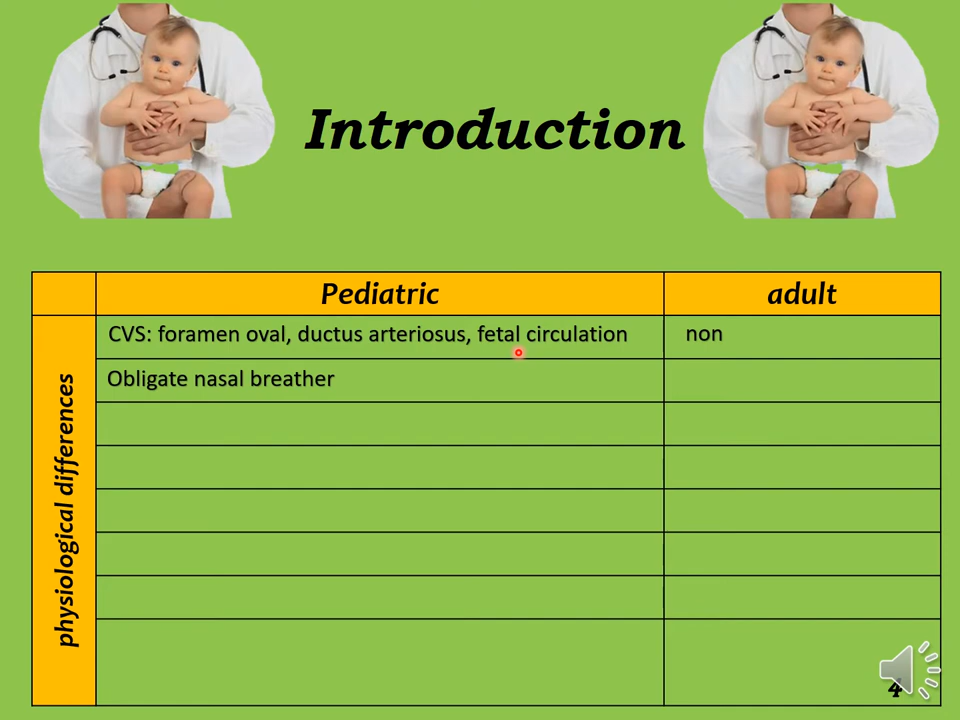 Introduction
Pediatric
adult
physiological differences
CVS: foramen oval, ductus arteriosus, fetal circulation
non
Obligate nasal breather
4